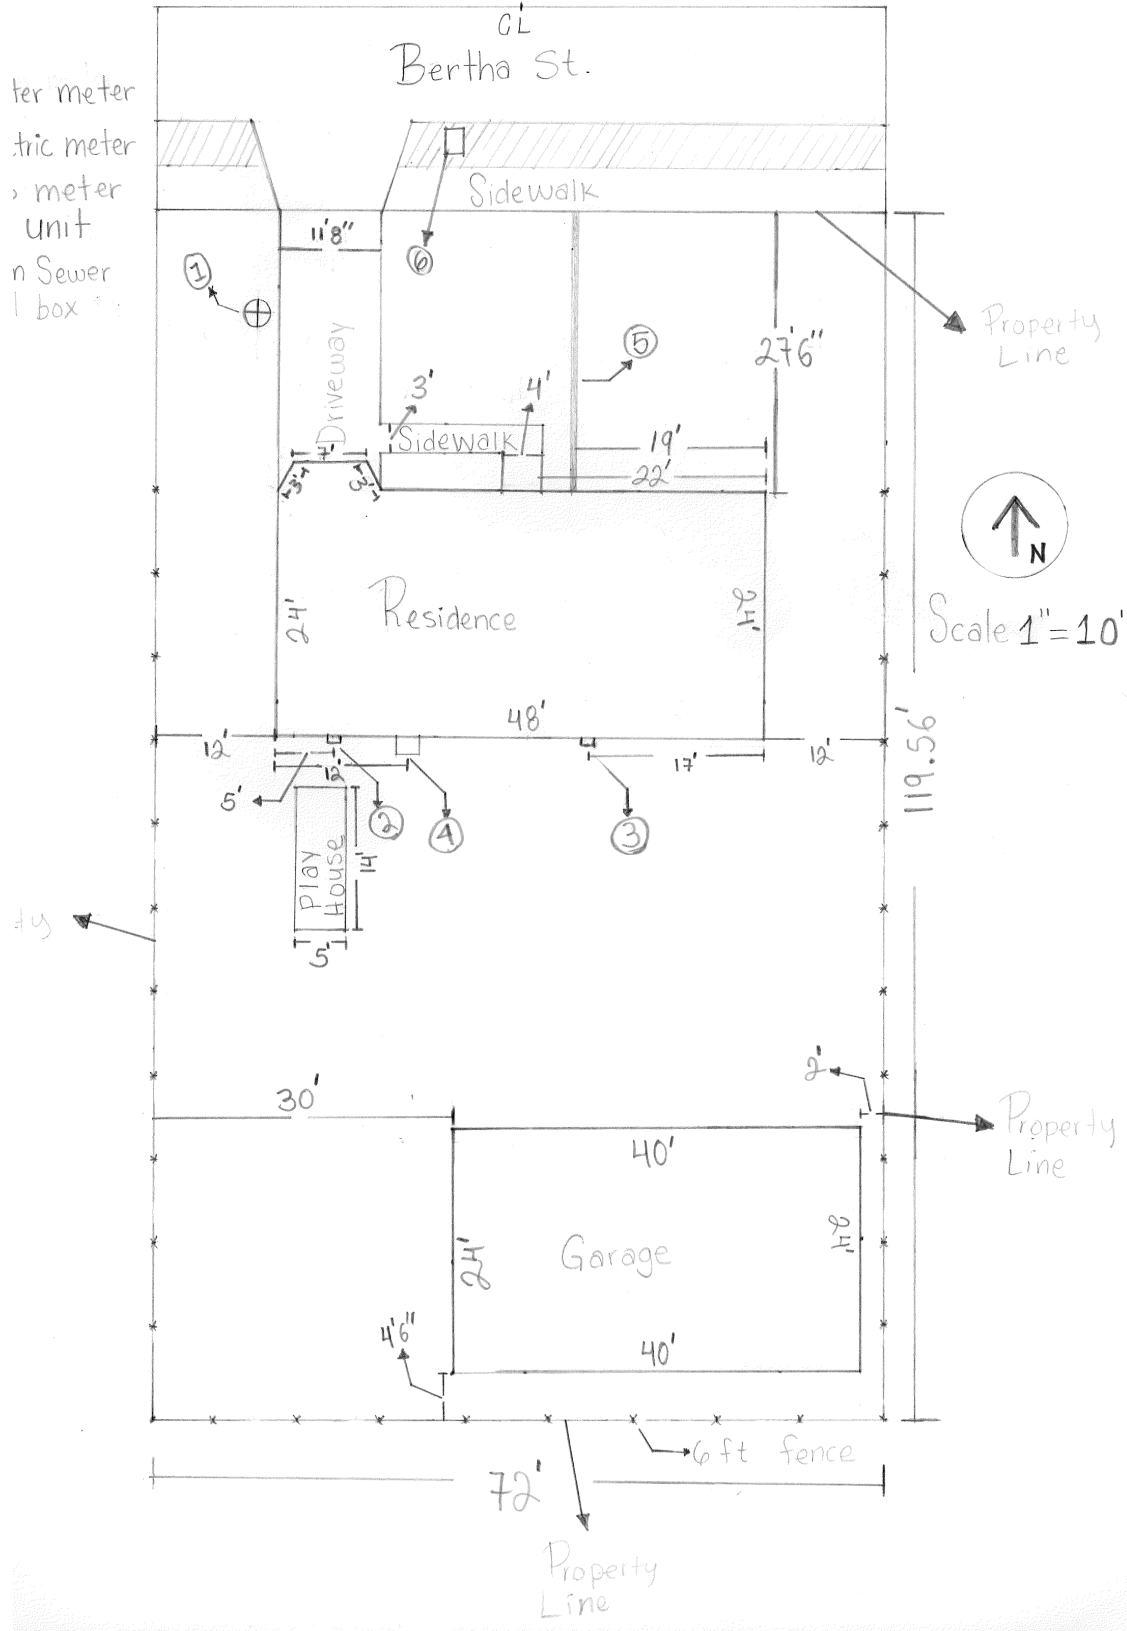 CL
Bertha St.
ter meter
tric meter
meter
unit
n Sewer
l box
Sidewalk
11'8"
6
1
Property
Line
5
27'6"
Driveway
3'
4'
Sidewalk
19'
7'
22'
3'
3'
N
24'
Residence
24'
Scale 1"=10'
48'
12'
17'
12'
12'
5'
2
4
3
119.56'
Play
House
14'
ty
5'
2'
30'
Property
Line
40'
24'
Garage
24'
4'6"
40'
6 ft fence
72'
Property
Line